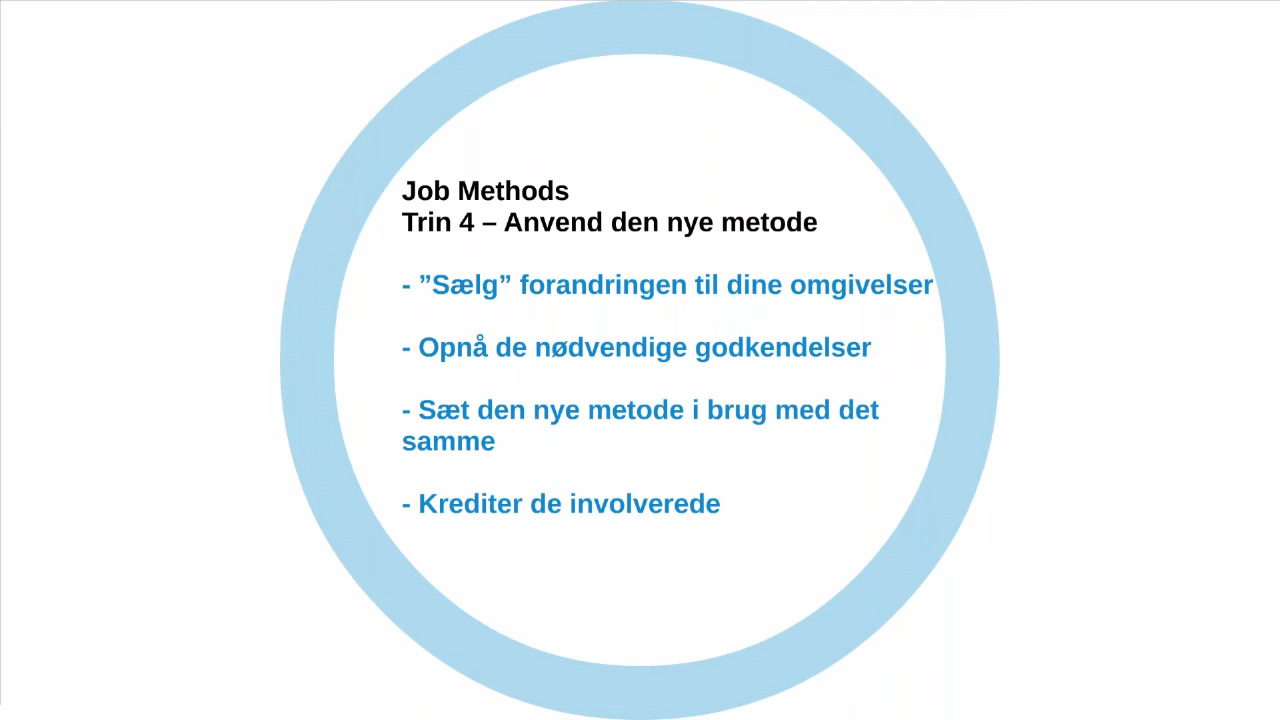 Job Methods
Trin 4 – Anvend den nye metode
- ”Sælg” forandringen til dine omgivelser
- Opnå de nødvendige godkendelser
- Sæt den nye metode i brug med det
samme
- Krediter de involverede